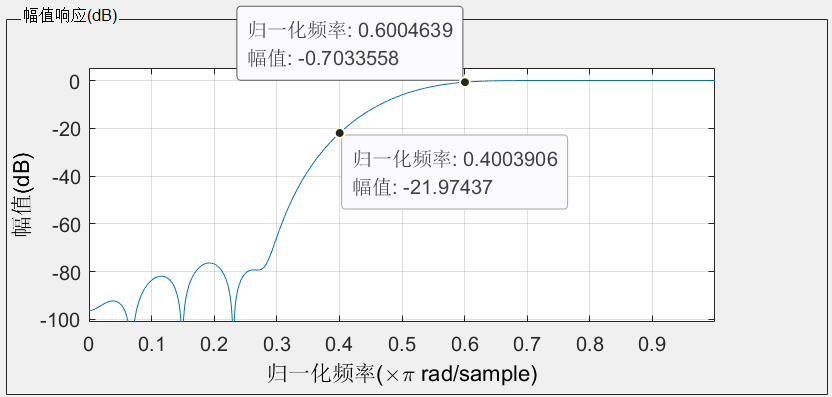 幅值响应(dB)
归一化频率: 0.6004639
幅值: -0.7033558
归一化频率: 0.4003906
幅值: -21.97437
0
-20
-40
-60
-80
-100
幅值(dB)
0 0.1 0.2 0.3 0.4 0.5 0.6 0.7 0.8 0.9
归一化频率(×π rad/sample)